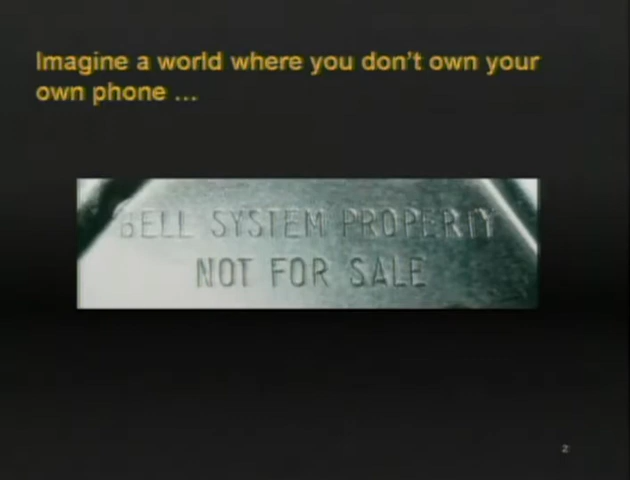 Imagine a world where you don't own your
own phone ...
BELL SYSTEM PROPERTY
NOT FOR SALE
2